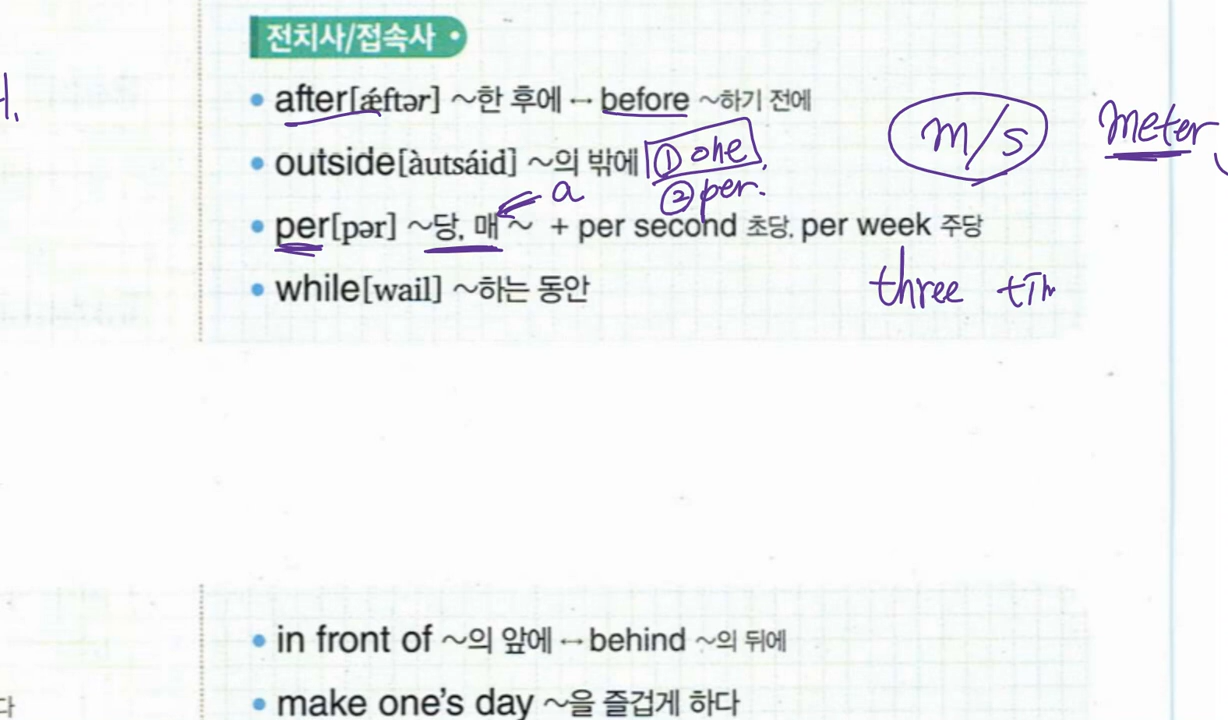 전치사/접속사
after[ǽftər] ~한 후에 ↔ before ~하기 전에
m/s
meter
outside[àutsáid] ~의 밖에
① one
② per.
a
per[pər] ~당, 매~ + per second 초당, per week 주당
while[wail] ~하는 동안
three
in front of ~의 앞에 ↔ behind ~의 뒤에
make one's day ~을 즐겁게 하다
다